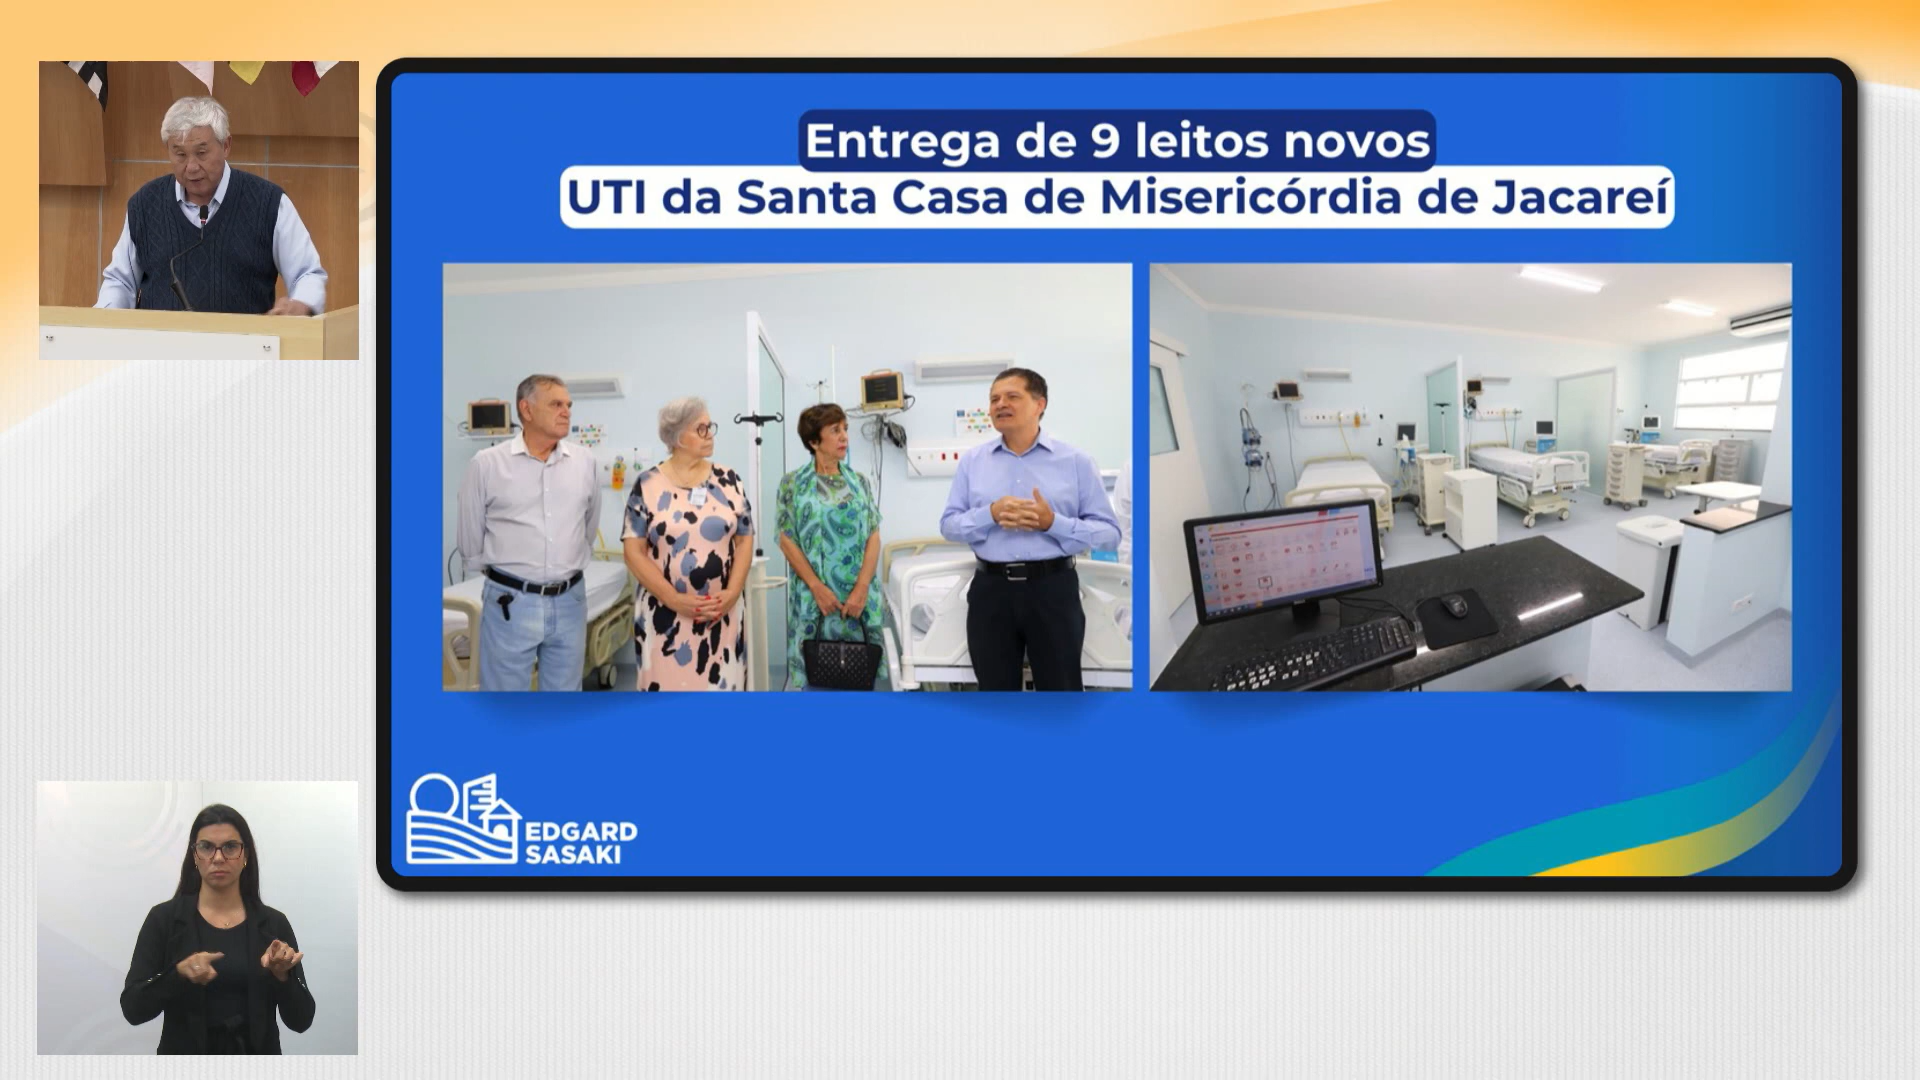 Entrega de 9 leitos novos
UTI da Santa Casa de Misericórdia de Jacareí
EDGARD
SASAKI